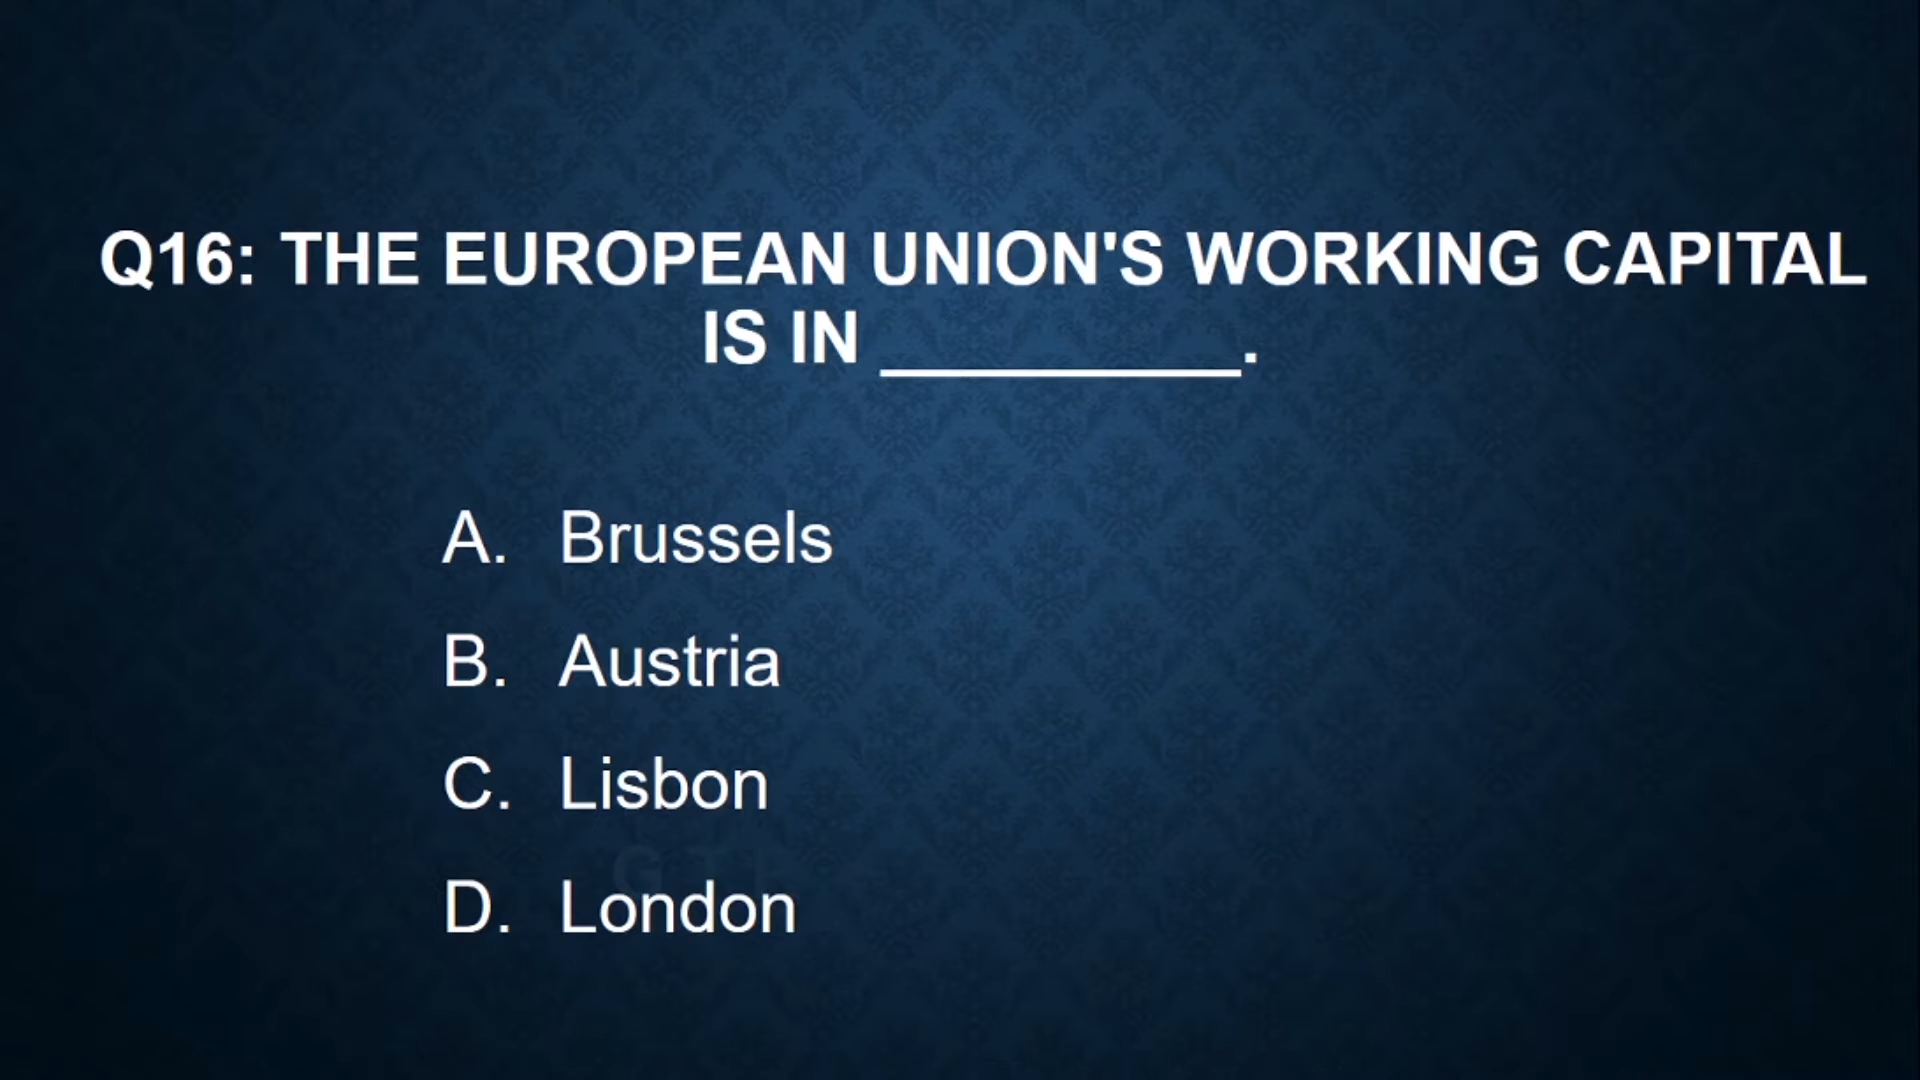 Q16: THE EUROPEAN UNION'S WORKING CAPITAL
IS IN __________.
A. Brussels
B. Austria
C. Lisbon
D. London